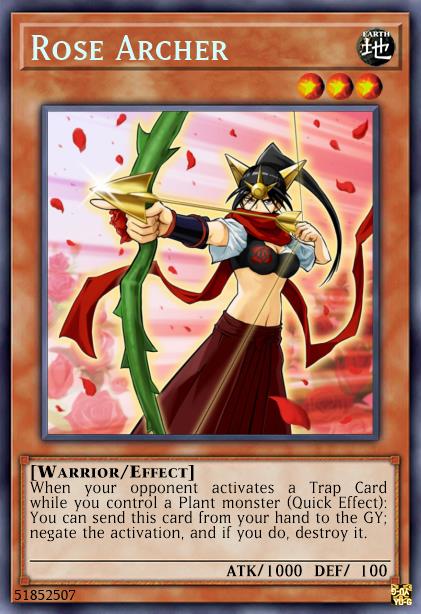 Rose Archer
EARTH
地
[Warrior/Effect]
When your opponent activates a Trap Card
while you control a Plant monster (Quick Effect):
You can send this card from your hand to the GY;
negate the activation, and if you do, destroy it.
ATK/1000 DEF/ 100
51852507